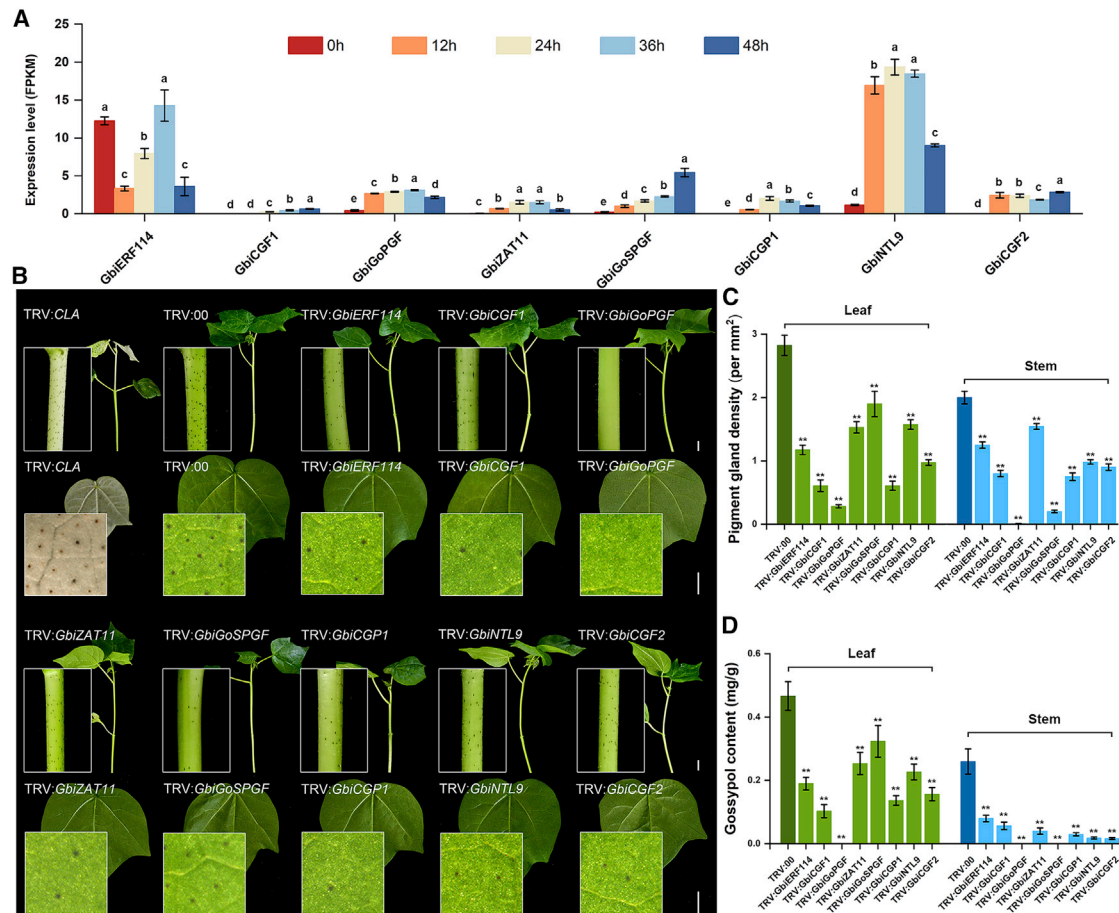 A
Expression level (FPKM)
25
20
15
10
5
0
0h 12h 24h 36h 48h
a c b a c
d d c b a
e c b a d
c b a a b
e d c b a
e d a b c
d b a a c
d b b c a
GbiERF114 GbiCGF1 GbiGoPGF GbiZAT11 GbiGoSPGF GbiCGP1 GbiNTL9 GbiCGF2
B
TRV:CLA TRV:00 TRV:GbiERF114 TRV:GbiCGF1 TRV:GbiGoPGF
TRV:CLA TRV:00 TRV:GbiERF114 TRV:GbiCGF1 TRV:GbiGoPGF
TRV:GbiZAT11 TRV:GbiGoSPGF TRV:GbiCGP1 TRV:GbiNTL9 TRV:GbiCGF2
TRV:GbiZAT11 TRV:GbiGoSPGF TRV:GbiCGP1 TRV:GbiNTL9 TRV:GbiCGF2
C
Pigment gland density (per mm²)
3
2
1
0
Leaf
Stem
** ** ** ** ** ** ** **
** ** ** ** ** ** ** **
TRV:00 TRV:GbiERF114 TRV:GbiCGF1 TRV:GbiGoPGF TRV:GbiZAT11 TRV:GbiGoSPGF TRV:GbiCGP1 TRV:GbiNTL9 TRV:GbiCGF2
TRV:00 TRV:GbiERF114 TRV:GbiCGF1 TRV:GbiGoPGF TRV:GbiZAT11 TRV:GbiGoSPGF TRV:GbiCGP1 TRV:GbiNTL9 TRV:GbiCGF2
D
Gossypol content (mg/g)
0.6
0.4
0.2
0.0
Leaf
Stem
** ** ** ** ** ** ** **
** ** ** ** ** ** ** **
TRV:00 TRV:GbiERF114 TRV:GbiCGF1 TRV:GbiGoPGF TRV:GbiZAT11 TRV:GbiGoSPGF TRV:GbiCGP1 TRV:GbiNTL9 TRV:GbiCGF2
TRV:00 TRV:GbiERF114 TRV:GbiCGF1 TRV:GbiGoPGF TRV:GbiZAT11 TRV:GbiGoSPGF TRV:GbiCGP1 TRV:GbiNTL9 TRV:GbiCGF2